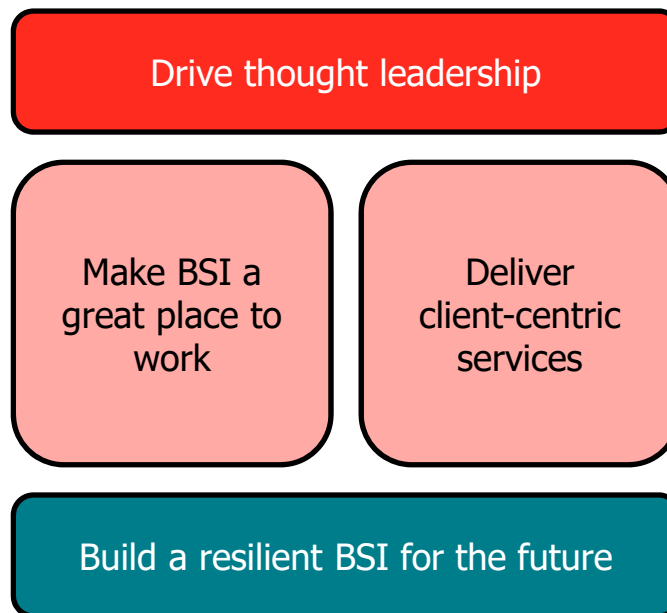 Drive thought leadership
Make BSI a
great place to
work
Deliver
client-centric
services
Build a resilient BSI for the future